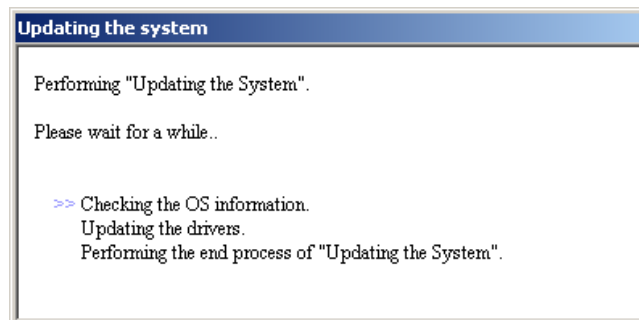 Updating the system
Performing "Updating the System".
Please wait for a while..
>> Checking the OS information.
Updating the drivers.
Performing the end process of "Updating the System".